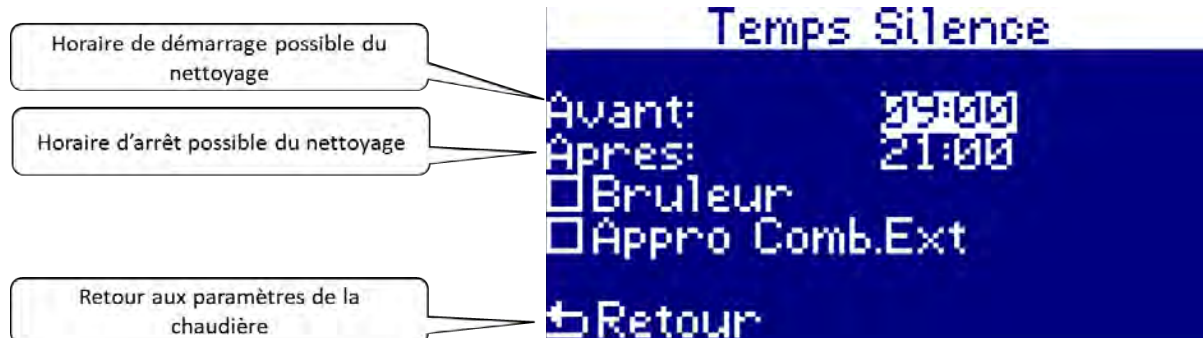 Temps Silence
Horaire de démarrage possible du
nettoyage
Avant: 09:00
Horaire d'arrêt possible du nettoyage
Apres: 21:00
Bruleur
Appro Comb.Ext
Retour aux paramètres de la
chaudière
Retour